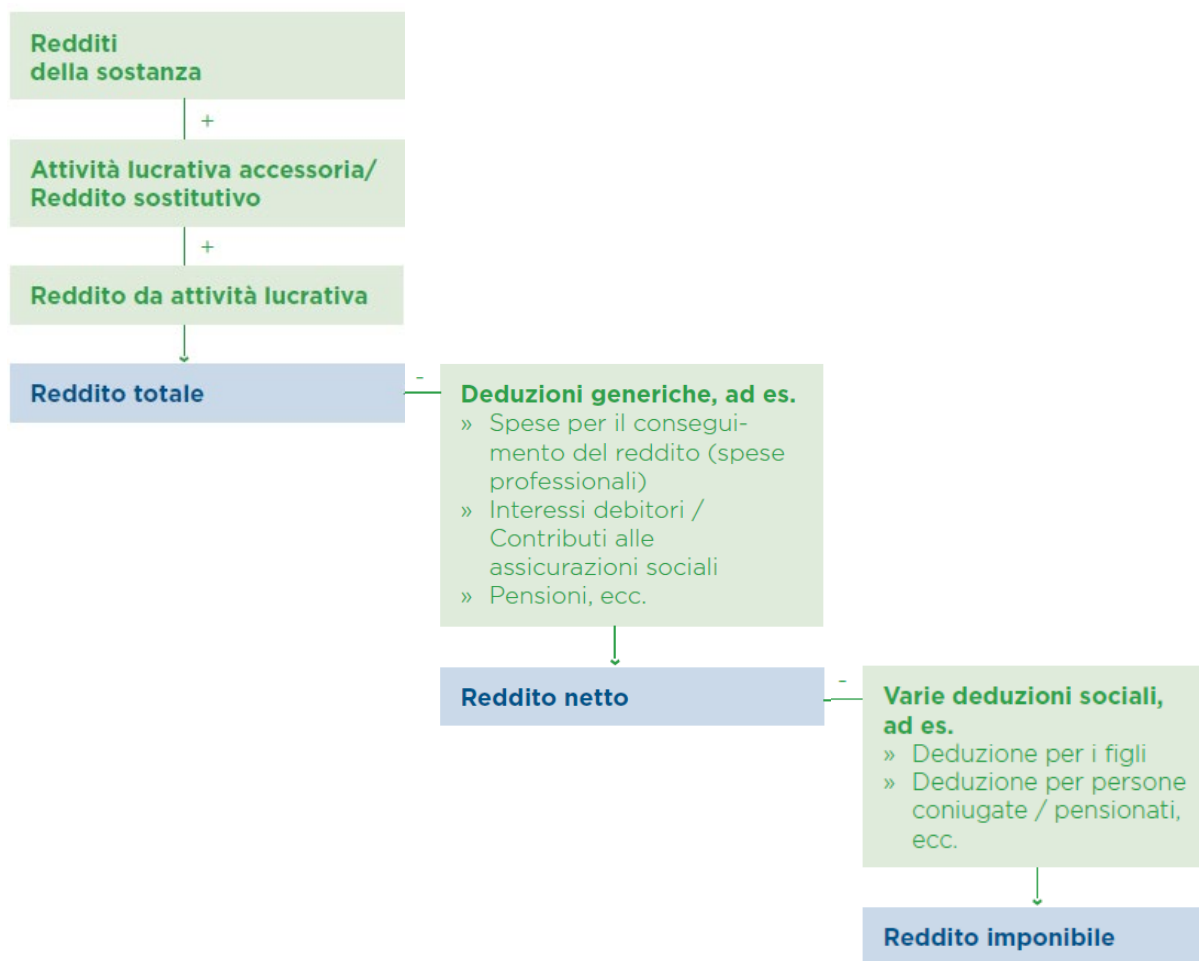 Redditi
della sostanza
+
Attività lucrativa accessoria/
Reddito sostitutivo
+
Reddito da attività lucrativa
Reddito totale
-
Deduzioni generiche, ad es.
» Spese per il consegui-
mento del reddito (spese
professionali)
» Interessi debitori /
Contributi alle
assicurazioni sociali
» Pensioni, ecc.
Reddito netto
-
Varie deduzioni sociali,
ad es.
» Deduzione per i figli
» Deduzione per persone
coniugate / pensionati,
ecc.
Reddito imponibile